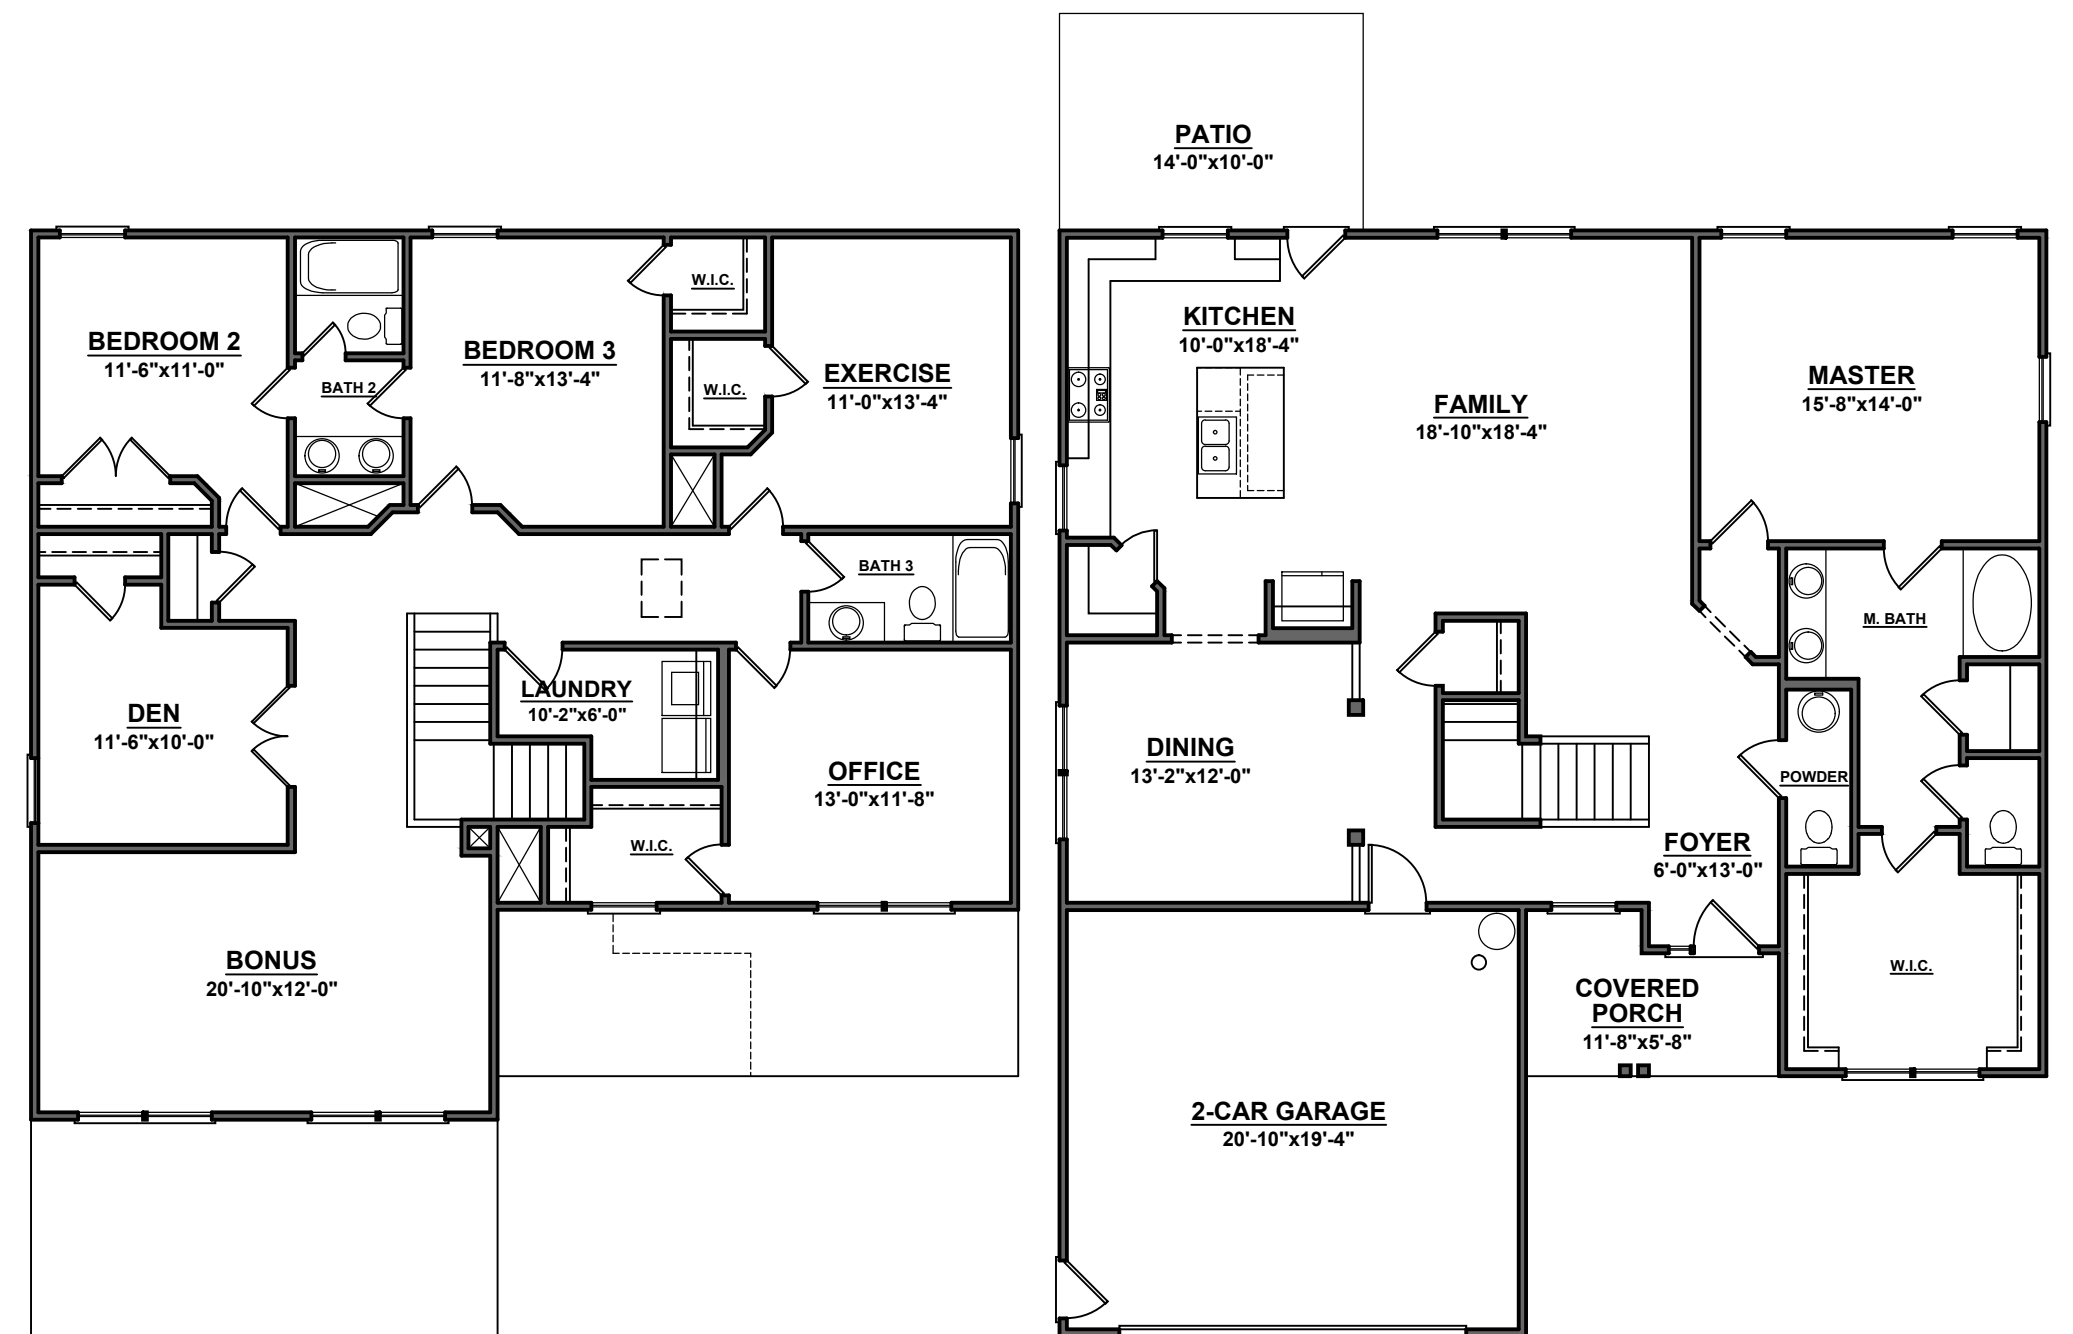 BEDROOM 2
11'-6"x11'-0"
BATH 2
BEDROOM 3
11'-8"x13'-4"
W.I.C.
W.I.C.
EXERCISE
11'-0"x13'-4"
BATH 3
DEN
11'-6"x10'-0"
LAUNDRY
10'-2"x6'-0"
OFFICE
13'-0"x11'-8"
W.I.C.
BONUS
20'-10"x12'-0"
PATIO
14'-0"x10'-0"
KITCHEN
10'-0"x18'-4"
FAMILY
18'-10"x18'-4"
MASTER
15'-8"x14'-0"
M. BATH
DINING
13'-2"x12'-0"
POWDER
FOYER
6'-0"x13'-0"
W.I.C.
COVERED
PORCH
11'-8"x5'-8"
2-CAR GARAGE
20'-10"x19'-4"